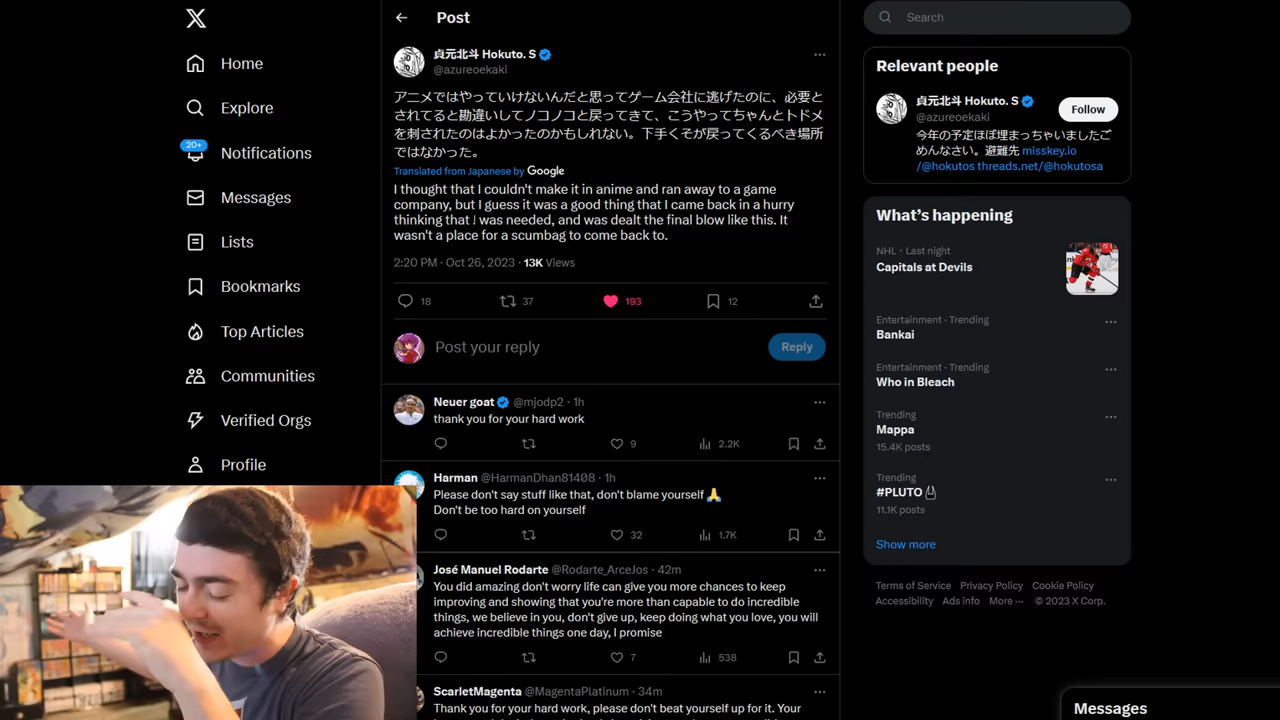 Home
Explore
20+
Notifications
Messages
Lists
Bookmarks
Top Articles
Communities
Verified Orgs
Profile
Post
貞元北斗 Hokuto. S
@azureoekaki
アニメではやっていけないんだと思ってゲーム会社に逃げたのに、必要と
されてると勘違いしてノコノコと戻ってきて、こうやってちゃんとトドメ
を刺されたのはよかったのかもしれない。下手くそが戻ってくるべき場所
ではなかった。
Translated from Japanese by Google
I thought that I couldn't make it in anime and ran away to a game
company, but I guess it was a good thing that I came back in a hurry
thinking that I was needed, and was dealt the final blow like this. It
wasn't a place for a scumbag to come back to.
2:20 PM · Oct 26, 2023 · 13K Views
18 37 193 12
Post your reply
Reply
Neuer goat @mjodp2 · 1h
thank you for your hard work
9 2.2K
Harman @HarmanDhan81408 · 1h
Please don't say stuff like that, don't blame yourself 🙏
Don't be too hard on yourself
32 1.7K
José Manuel Rodarte @Rodarte_ArceJos · 42m
You did amazing don't worry life can give you more chances to keep
improving and showing that you're more than capable to do incredible
things, we believe in you, don't give up, keep doing what you love, you will
achieve incredible things one day, I promise
7 538
ScarletMagenta @MagentaPlatinum · 34m
Thank you for your hard work, please don't beat yourself up for it. Your
Search
Relevant people
貞元北斗 Hokuto. S
@azureoekaki
Follow
今年の予定ほぼ埋まっちゃいましたご
めんなさい。避難先 misskey.io
/@hokutos threads.net/@hokutosa
What's happening
NHL · Last night
Capitals at Devils
Entertainment · Trending
Bankai
Entertainment · Trending
Who in Bleach
Trending
Mappa
15.4K posts
Trending
#PLUTO
11.1K posts
Show more
Terms of Service Privacy Policy Cookie Policy
Accessibility Ads info More ··· © 2023 X Corp.
Messages